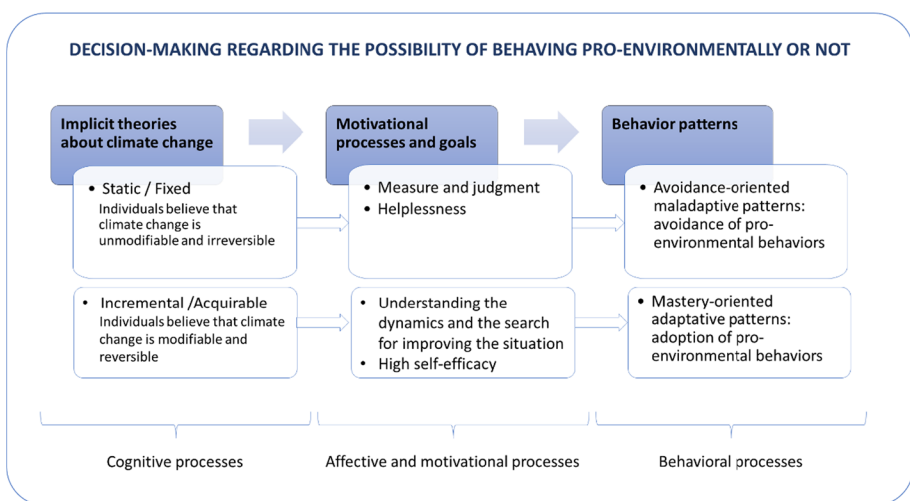 DECISION-MAKING REGARDING THE POSSIBILITY OF BEHAVING PRO-ENVIRONMENTALLY OR NOT
Implicit theories
about climate change
Motivational
processes and goals
Behavior patterns
• Static / Fixed
Individuals believe that
climate change is
unmodifiable and irreversible
• Measure and judgment
• Helplessness
• Avoidance-oriented
maladaptive patterns:
avoidance of pro-
environmental behaviors
• Incremental /Acquirable
Individuals believe that climate
change is modifiable and
reversible
• Understanding the
dynamics and the search
for improving the situation
• High self-efficacy
• Mastery-oriented
adaptative patterns:
adoption of pro-
environmental behaviors
Cognitive processes
Affective and motivational processes
Behavioral processes